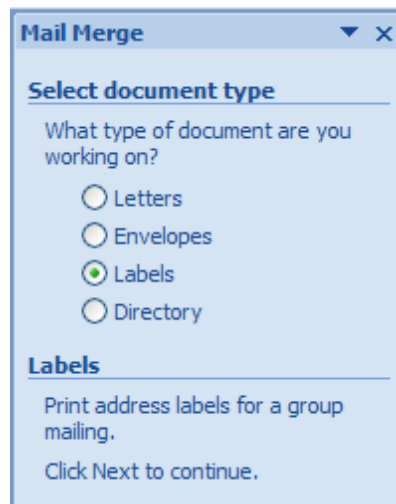 Mail Merge
Select document type
What type of document are you
working on?
Letters
Envelopes
Labels
Directory
Labels
Print address labels for a group
mailing.
Click Next to continue.